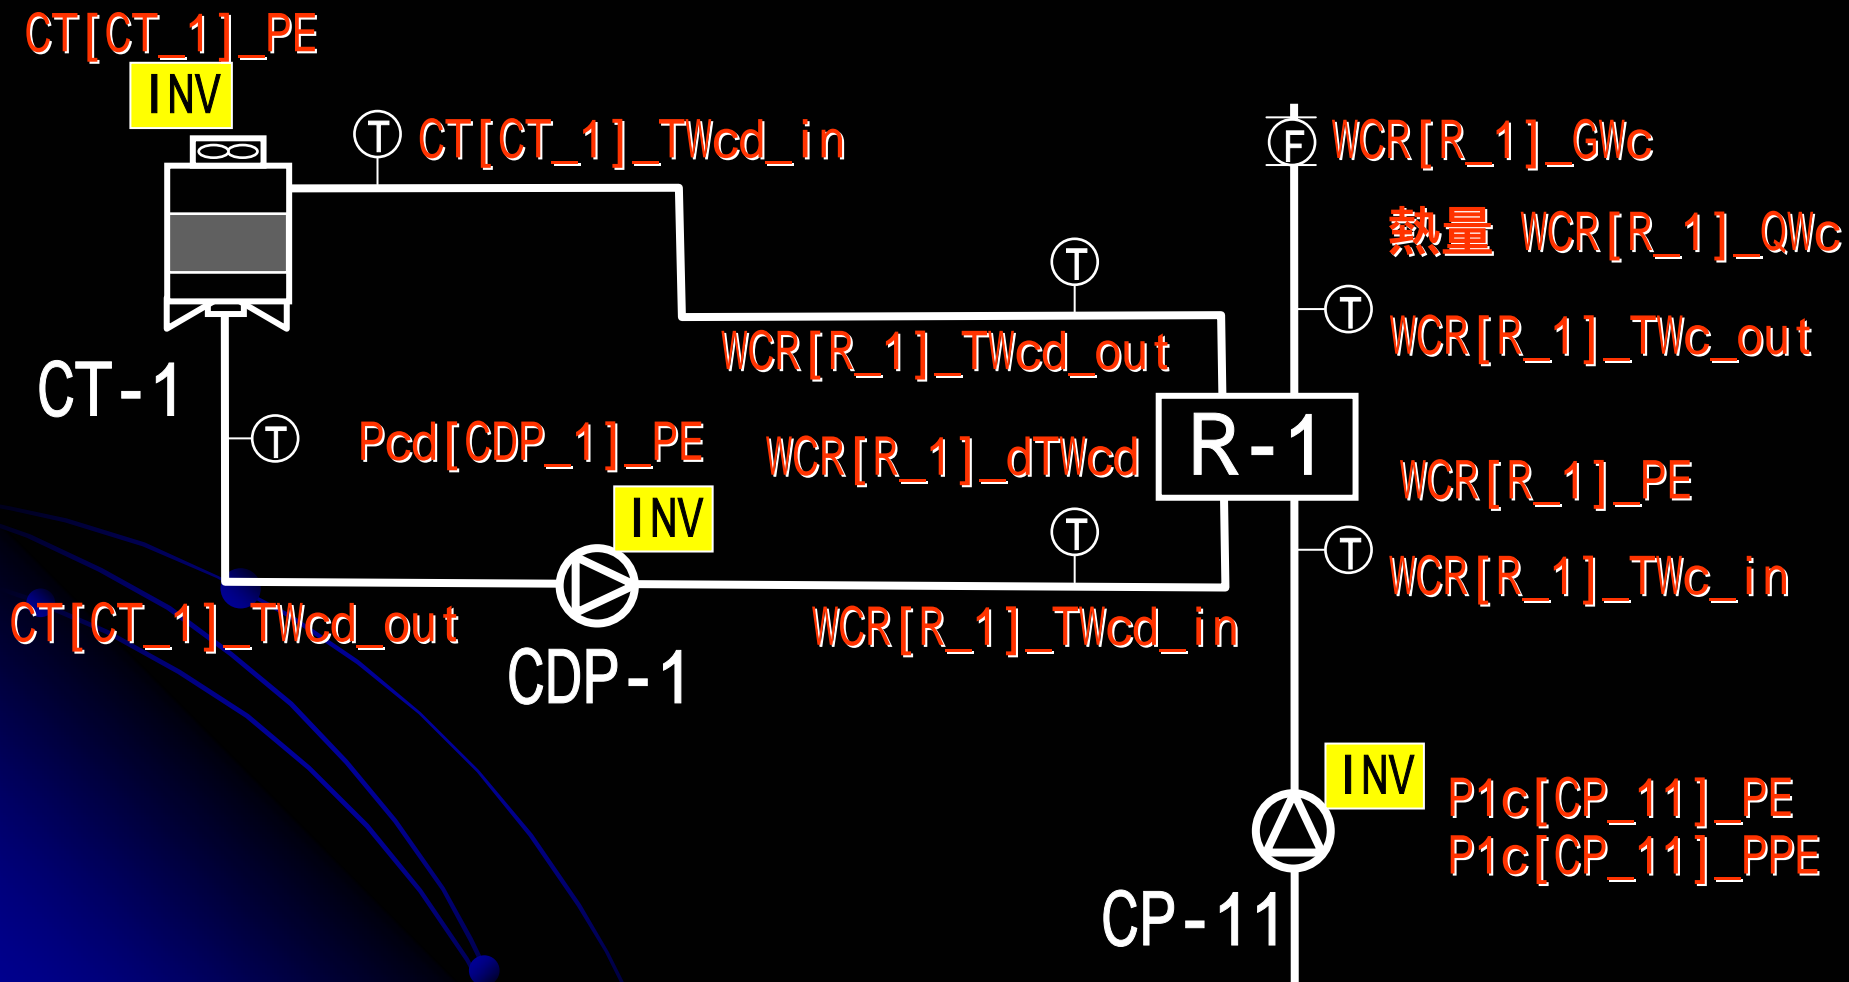 CT[CT_1]_PE
INV
T CT[CT_1]_TWcd_in
F WCR[R_1]_GWc
熱量 WCR[R_1]_QWc
T
T WCR[R_1]_TWc_out
WCR[R_1]_TWcd_out
CT-1
T Pcd[CDP_1]_PE
WCR[R_1]_dTWcd
R-1
WCR[R_1]_PE
INV
T
T WCR[R_1]_TWc_in
CT[CT_1]_TWcd_out
WCR[R_1]_TWcd_in
CDP-1
INV
P1c[CP_11]_PE
P1c[CP_11]_PPE
CP-11